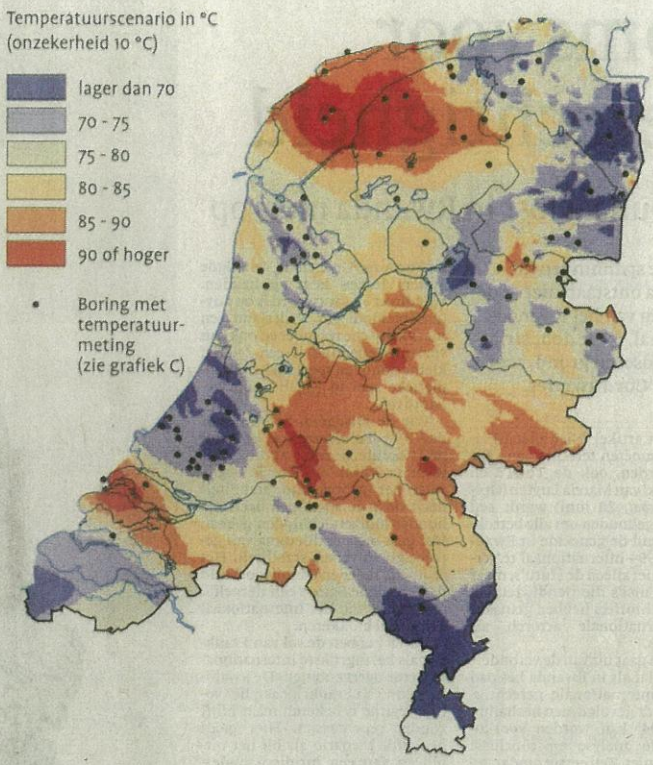 Temperatuurscenario in °C
(onzekerheid 10 °C)
lager dan 70
70 - 75
75 - 80
80 - 85
85 - 90
90 of hoger
Boring met
temperatuur-
meting
(zie grafiek C)